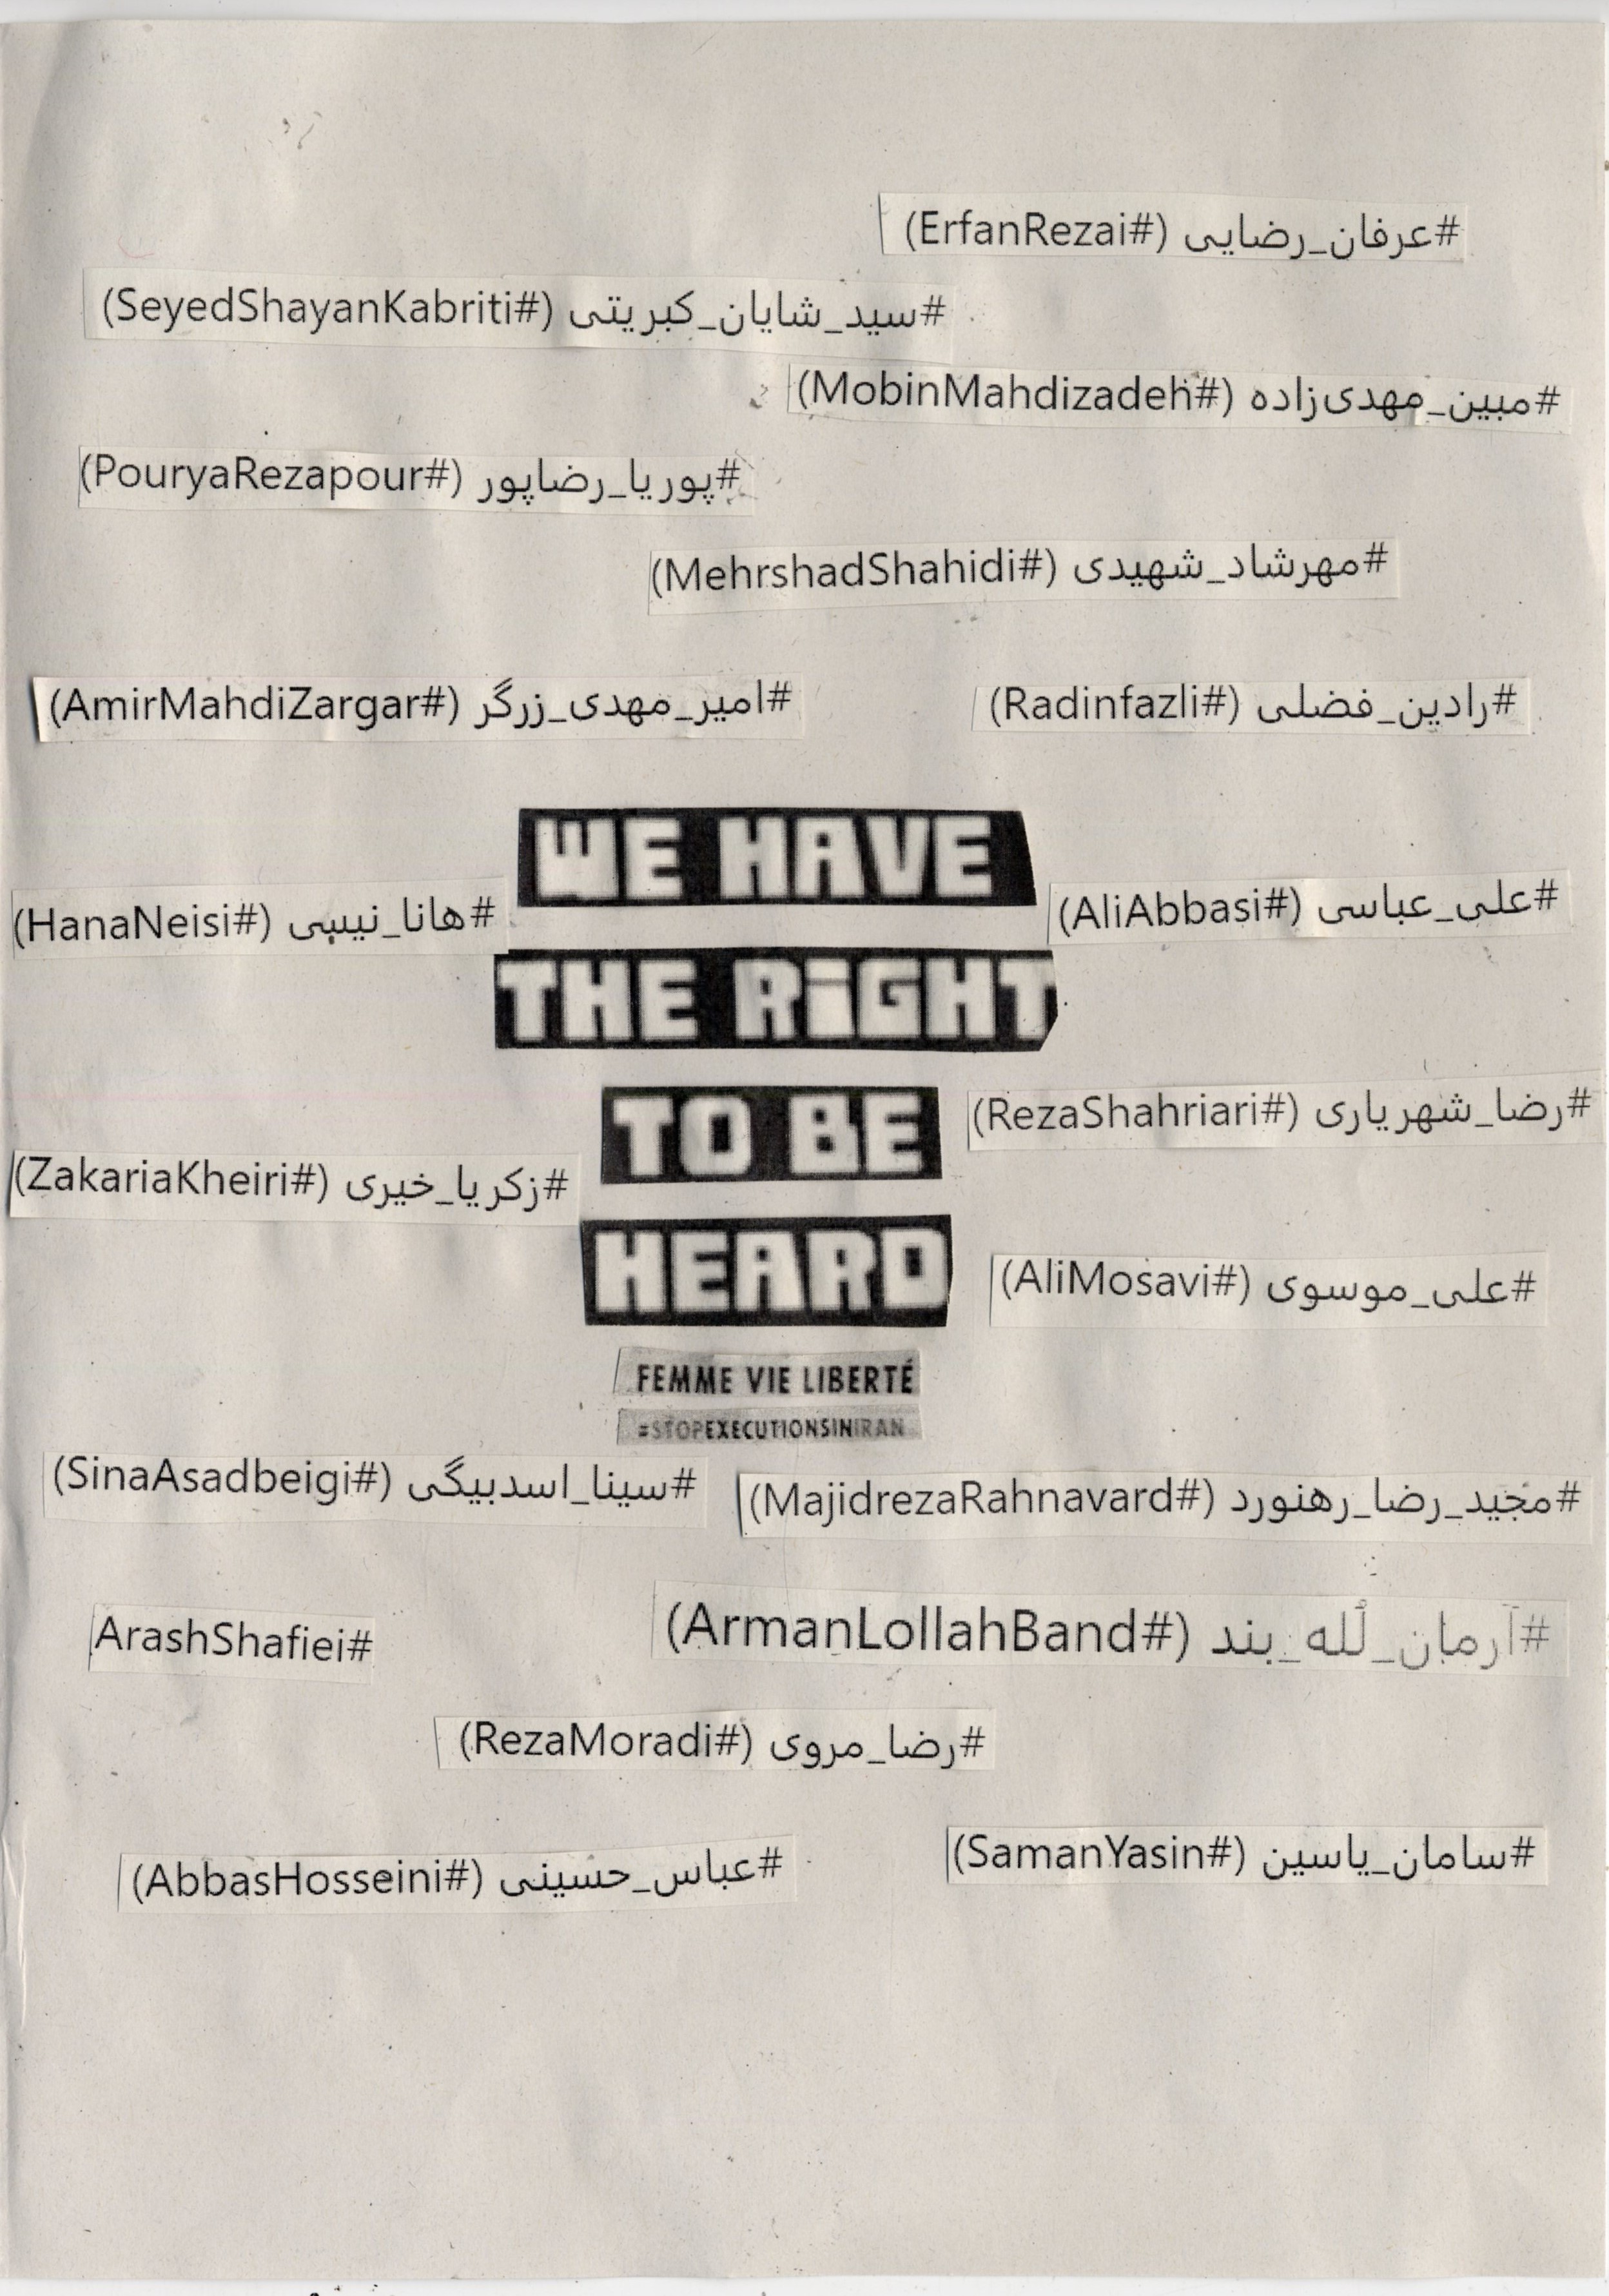 #عرفان_رضایی (ErfanRezai#)
#سید_شایان_کبریتی (SeyedShayanKabriti#)
#مبین_مهدی‌زاده (MobinMahdizadeh#)
#پوریا_رضاپور (PouryaRezapour#)
#مهرشاد_شهیدی (MehrshadShahidi#)
#امیر_مهدی_زرگر (AmirMahdiZargar#)
#رادین_فضلی (Radinfazli#)
WE HAVE
#هانا_نیسی (HanaNeisi#)
#علی_عباسی (AliAbbasi#)
THE RiGHT
TO BE
#رضا_شهریاری (RezaShahriari#)
#زکریا_خیری (ZakariaKheiri#)
HEARD
#علی_موسوی (AliMosavi#)
FEMME VIE LIBERTÉ
#STOPEXECUTIONSINIRAN
#سینا_اسدبیگی (SinaAsadbeigi#)
#مجید_رضا_رهنورد (MajidrezaRahnavard#)
ArashShafiei#
#آرمان_لله_بند (ArmanLollahBand#)
#رضا_مروی (RezaMoradi#)
#سامان_یاسین (SamanYasin#)
#عباس_حسینی (AbbasHosseini#)